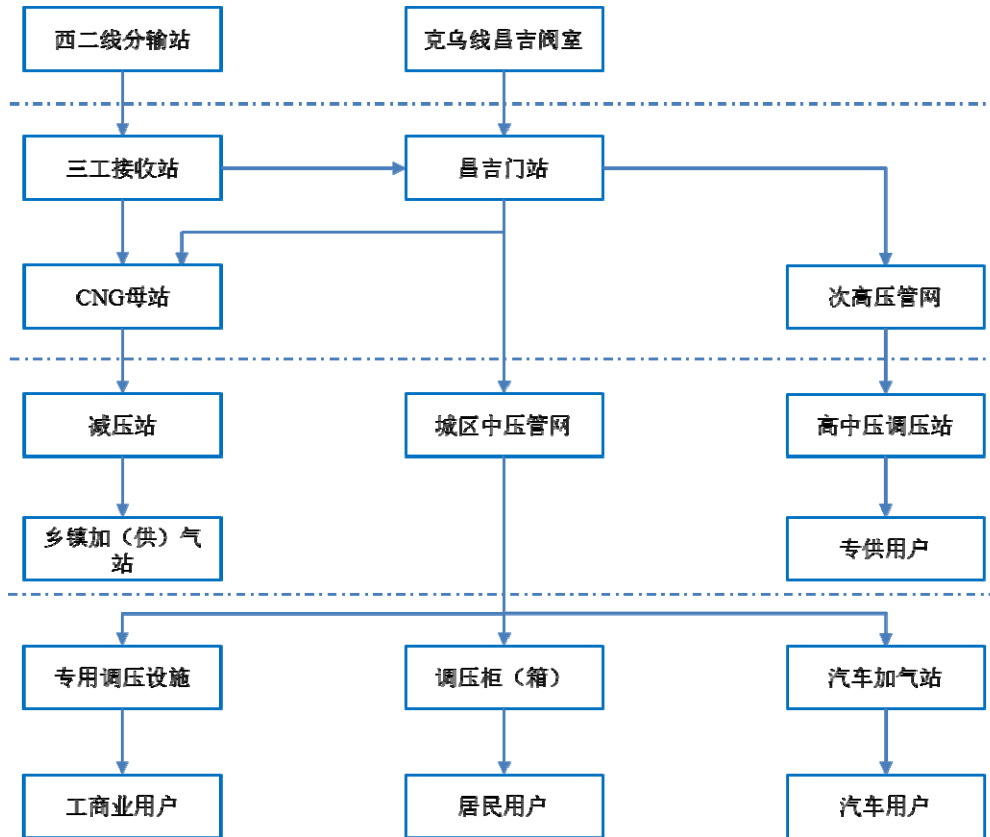 西二线分输站
克乌线昌吉阀室
三工接收站
昌吉门站
CNG母站
次高压管网
减压站
城区中压管网
高中压调压站
乡镇加（供）气
站
专供用户
专用调压设施
调压柜（箱）
汽车加气站
工商业用户
居民用户
汽车用户